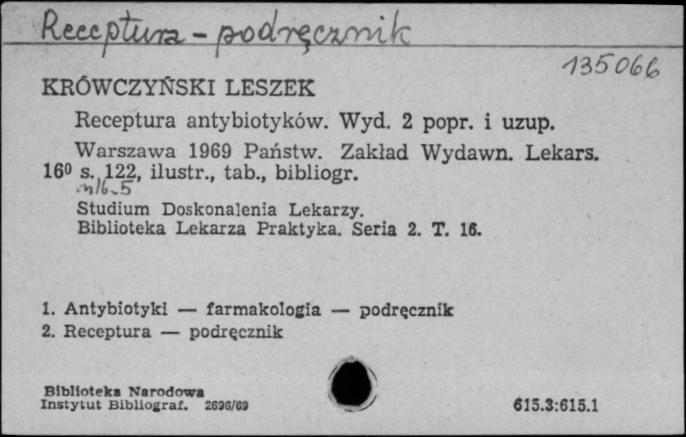 Receptura - podręcznik
135066
KRÓWCZYŃSKI LESZEK
Receptura antybiotyków. Wyd. 2 popr. i uzup.
Warszawa 1969 Państw. Zakład Wydawn. Lekars.
16⁰ s. 122, ilustr., tab., bibliogr.
nlb. 5
Studium Doskonalenia Lekarzy.
Biblioteka Lekarza Praktyka. Seria 2. T. 16.
1. Antybiotyki — farmakologia — podręcznik
2. Receptura — podręcznik
Biblioteka Narodowa
Instytut Bibliograf. 2696/69
615.3:615.1